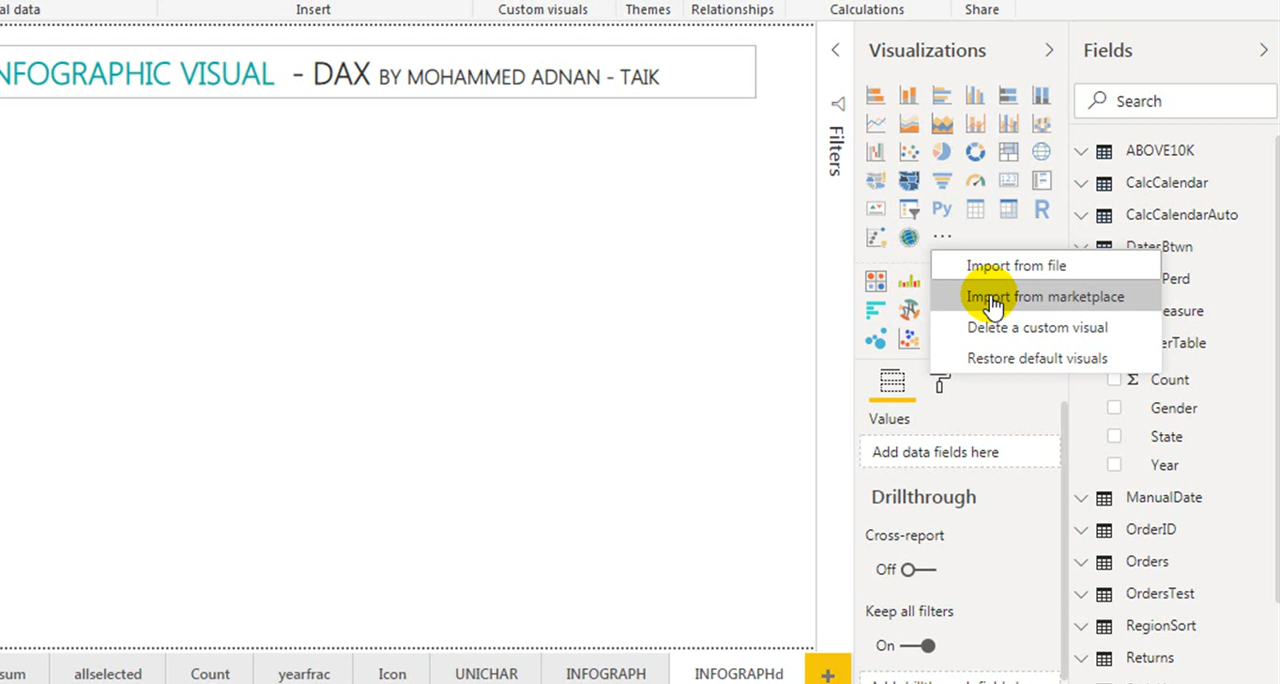 al data
Insert
Custom visuals
Themes
Relationships
Calculations
Share
NFOGRAPHIC VISUAL - DAX BY MOHAMMED ADNAN - TAIK
Filters
Visualizations
Py
R
123
Import from file
Import from marketplace
Delete a custom visual
Restore default visuals
Values
Add data fields here
Drillthrough
Cross-report
Off
Keep all filters
On
Fields
Search
ABOVE10K
CalcCalendar
CalcCalendarAuto
DatesBtwn
Perd
easure
erTable
Σ Count
Gender
State
Year
ManualDate
OrderID
Orders
OrdersTest
RegionSort
Returns
sum
allselected
Count
yearfrac
Icon
UNICHAR
INFOGRAPH
INFOGRAPHd
+